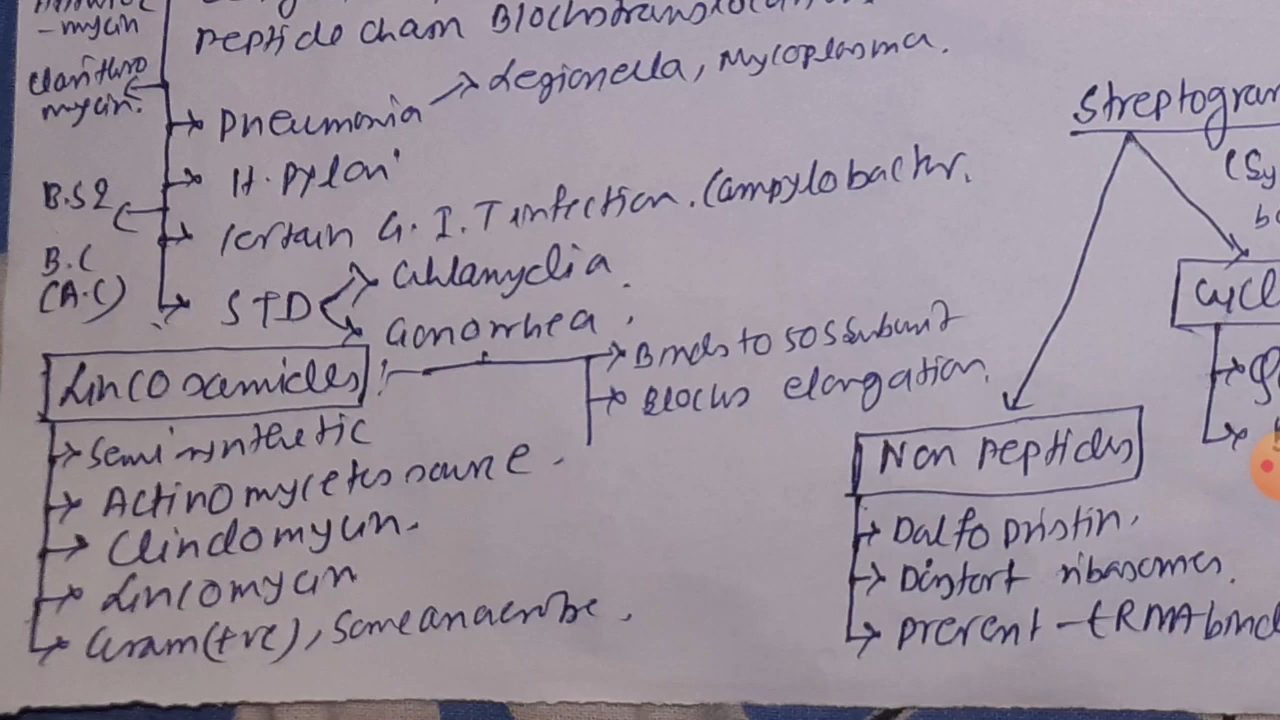 -mycin
peptide chain Blocks translocation
clarithro
mycin.
→ Pneumonia → Legionella, Mycoplasma.
→ H. pylori
B.S2
→ certain G.I.T infection. Campylobacter.
B.C
(A.C)
→ STD → Chlamydia
→ Gonorrhea.
Lincosamides
→ Binds to 50S subunit
→ Blocks elongation.
→ Semi synthetic
→ Actinomycetes source.
→ Clindomycin.
→ Lincomycin
→ Gram(+ve), Some anaerobe.
Streptogram
(Sy
Cycl
Non peptides
→ Dalfopristin.
→ Distort ribosomes.
→ prevent -tRNA bind